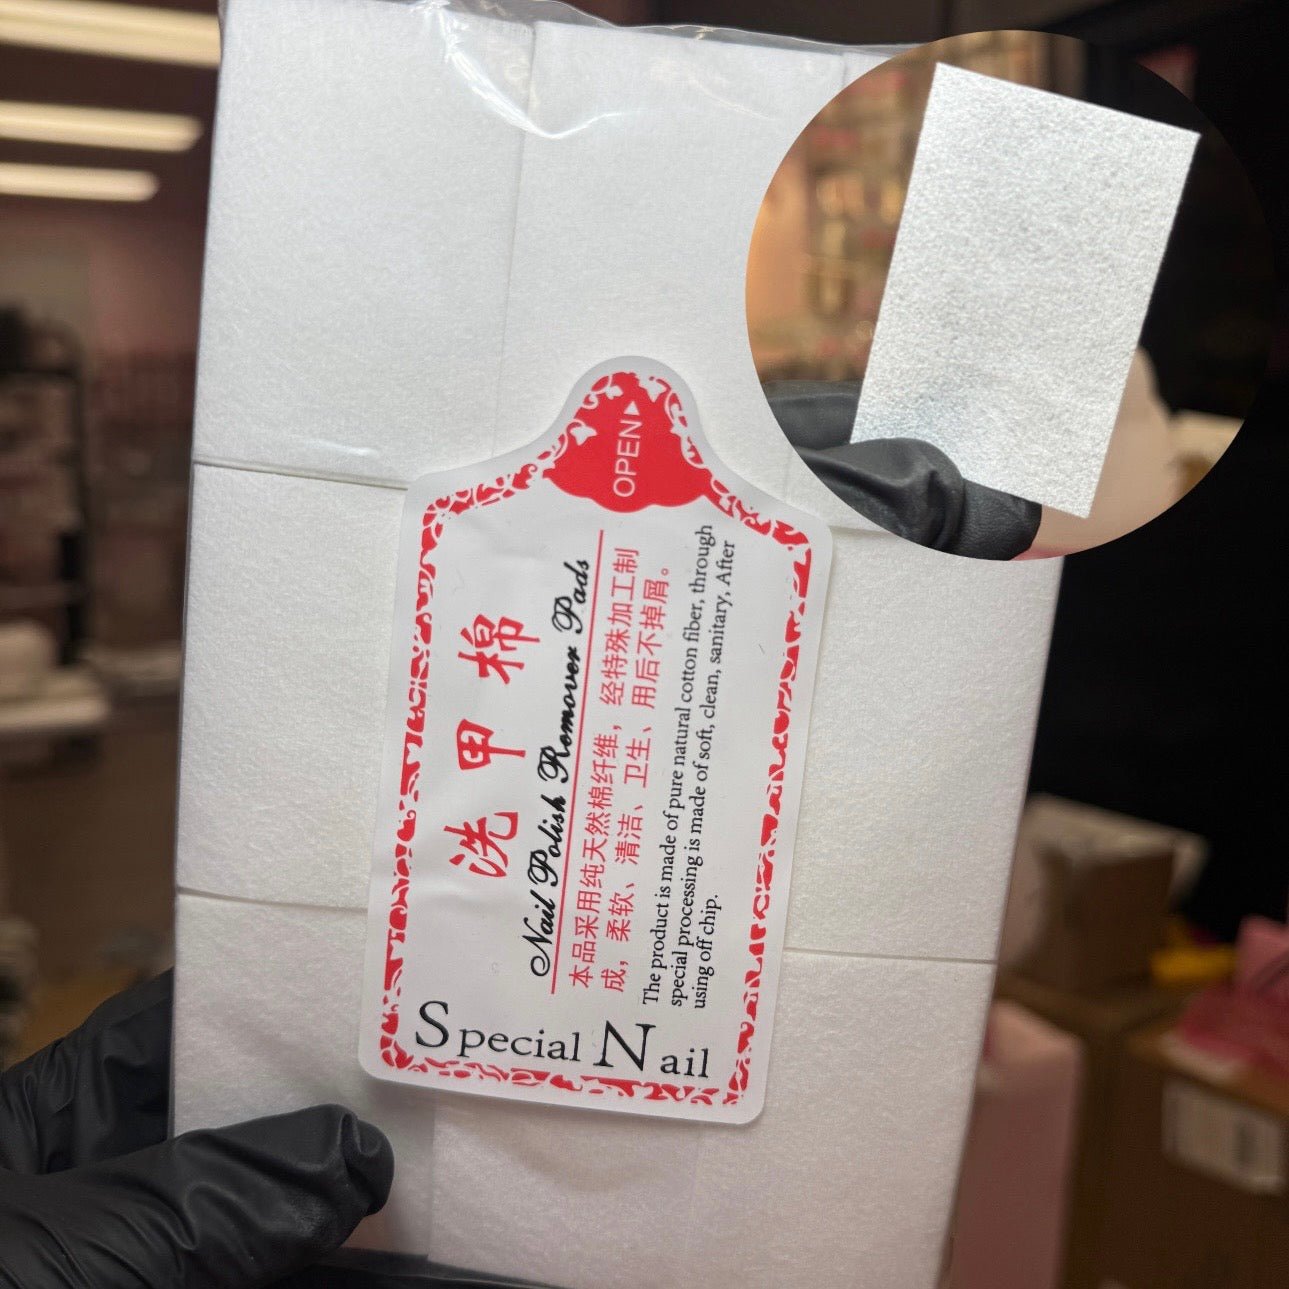 OPEN▶
洗甲棉
Nail Polish Remover Pads
本品采用纯天然棉纤维，经特殊加工制
成，柔软、清洁、卫生、用后不掉屑。
The product is made of pure natural cotton fiber, through
special processing is made of soft, clean, sanitary, After
using off chip.
Special Nail